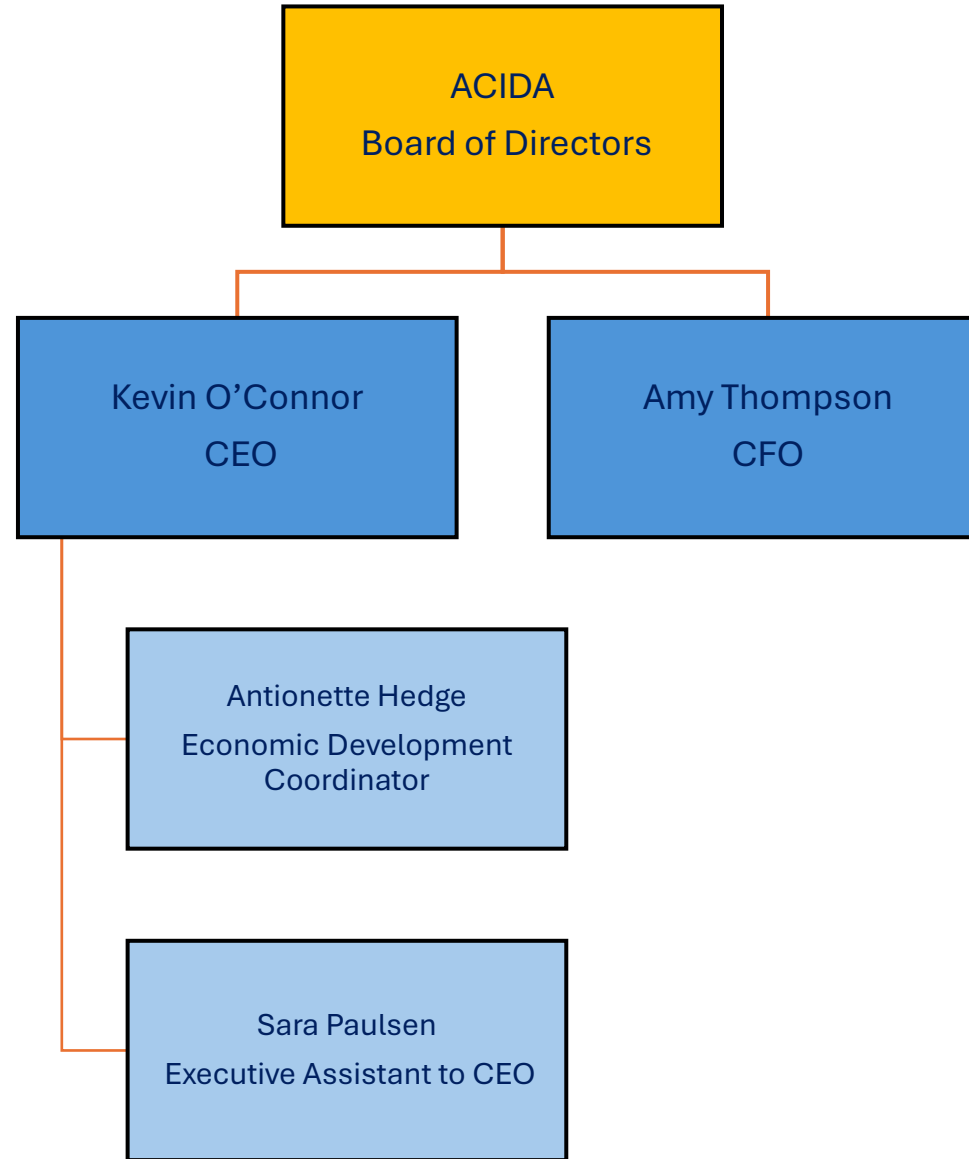 ACIDA
Board of Directors
Kevin O’Connor
CEO
Amy Thompson
CFO
Antionette Hedge
Economic Development
Coordinator
Sara Paulsen
Executive Assistant to CEO